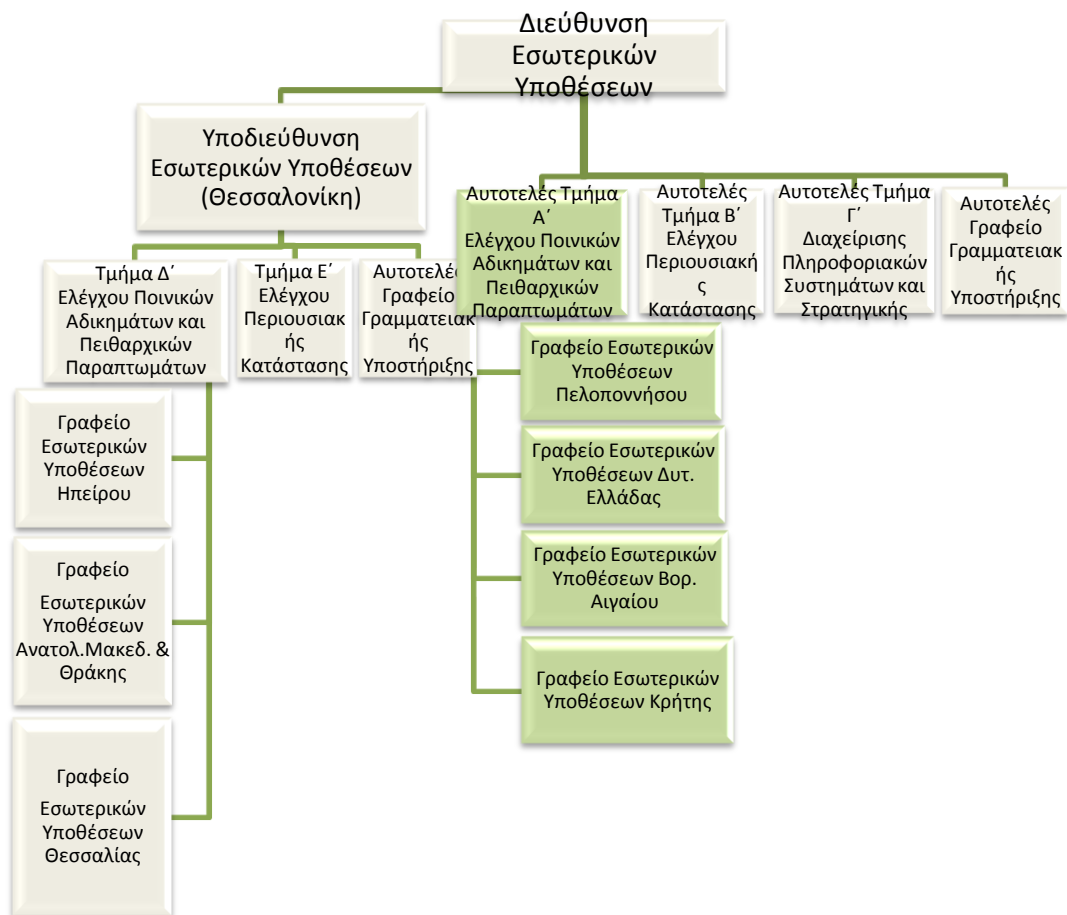 Διεύθυνση
Εσωτερικών
Υποθέσεων
Υποδιεύθυνση
Εσωτερικών Υποθέσεων
(Θεσσαλονίκη)
Αυτοτελές Τμήμα
Α΄
Ελέγχου Ποινικών
Αδικημάτων και
Πειθαρχικών
Παραπτωμάτων
Αυτοτελές
Τμήμα Β΄
Ελέγχου
Περιουσιακή
ς
Κατάστασης
Αυτοτελές Τμήμα
Γ΄
Διαχείρισης
Πληροφοριακών
Συστημάτων και
Στρατηγικής
Αυτοτελές
Γραφείο
Γραμματειακ
ής
Υποστήριξης
Τμήμα Δ΄
Ελέγχου Ποινικών
Αδικημάτων και
Πειθαρχικών
Παραπτωμάτων
Τμήμα Ε΄
Ελέγχου
Περιουσιακ
ής
Κατάστασης
Αυτοτελές
Γραφείο
Γραμματειακ
ής
Υποστήριξης
Γραφείο Εσωτερικών
Υποθέσεων
Πελοποννήσου
Γραφείο Εσωτερικών
Υποθέσεων Δυτ.
Ελλάδας
Γραφείο Εσωτερικών
Υποθέσεων Βορ.
Αιγαίου
Γραφείο Εσωτερικών
Υποθέσεων Κρήτης
Γραφείο
Εσωτερικών
Υποθέσεων
Ηπείρου
Γραφείο
Εσωτερικών
Υποθέσεων
Ανατολ.Μακεδ. &
Θράκης
Γραφείο
Εσωτερικών
Υποθέσεων
Θεσσαλίας